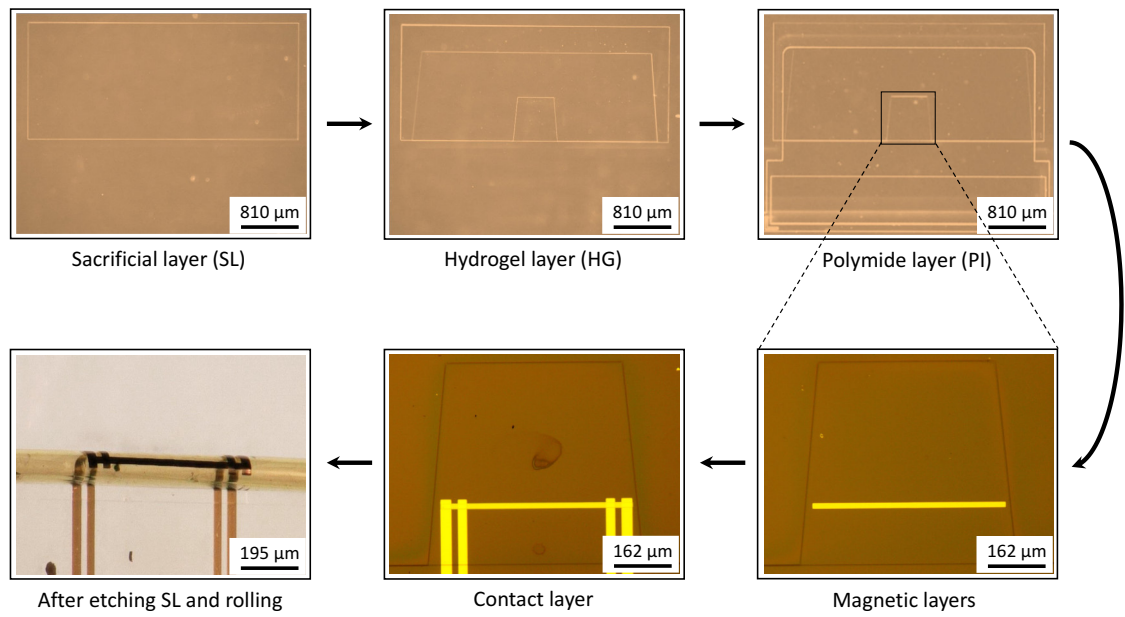 810 µm
810 µm
810 µm
Sacrificial layer (SL)
Hydrogel layer (HG)
Polymide layer (PI)
195 µm
162 µm
162 µm
After etching SL and rolling
Contact layer
Magnetic layers